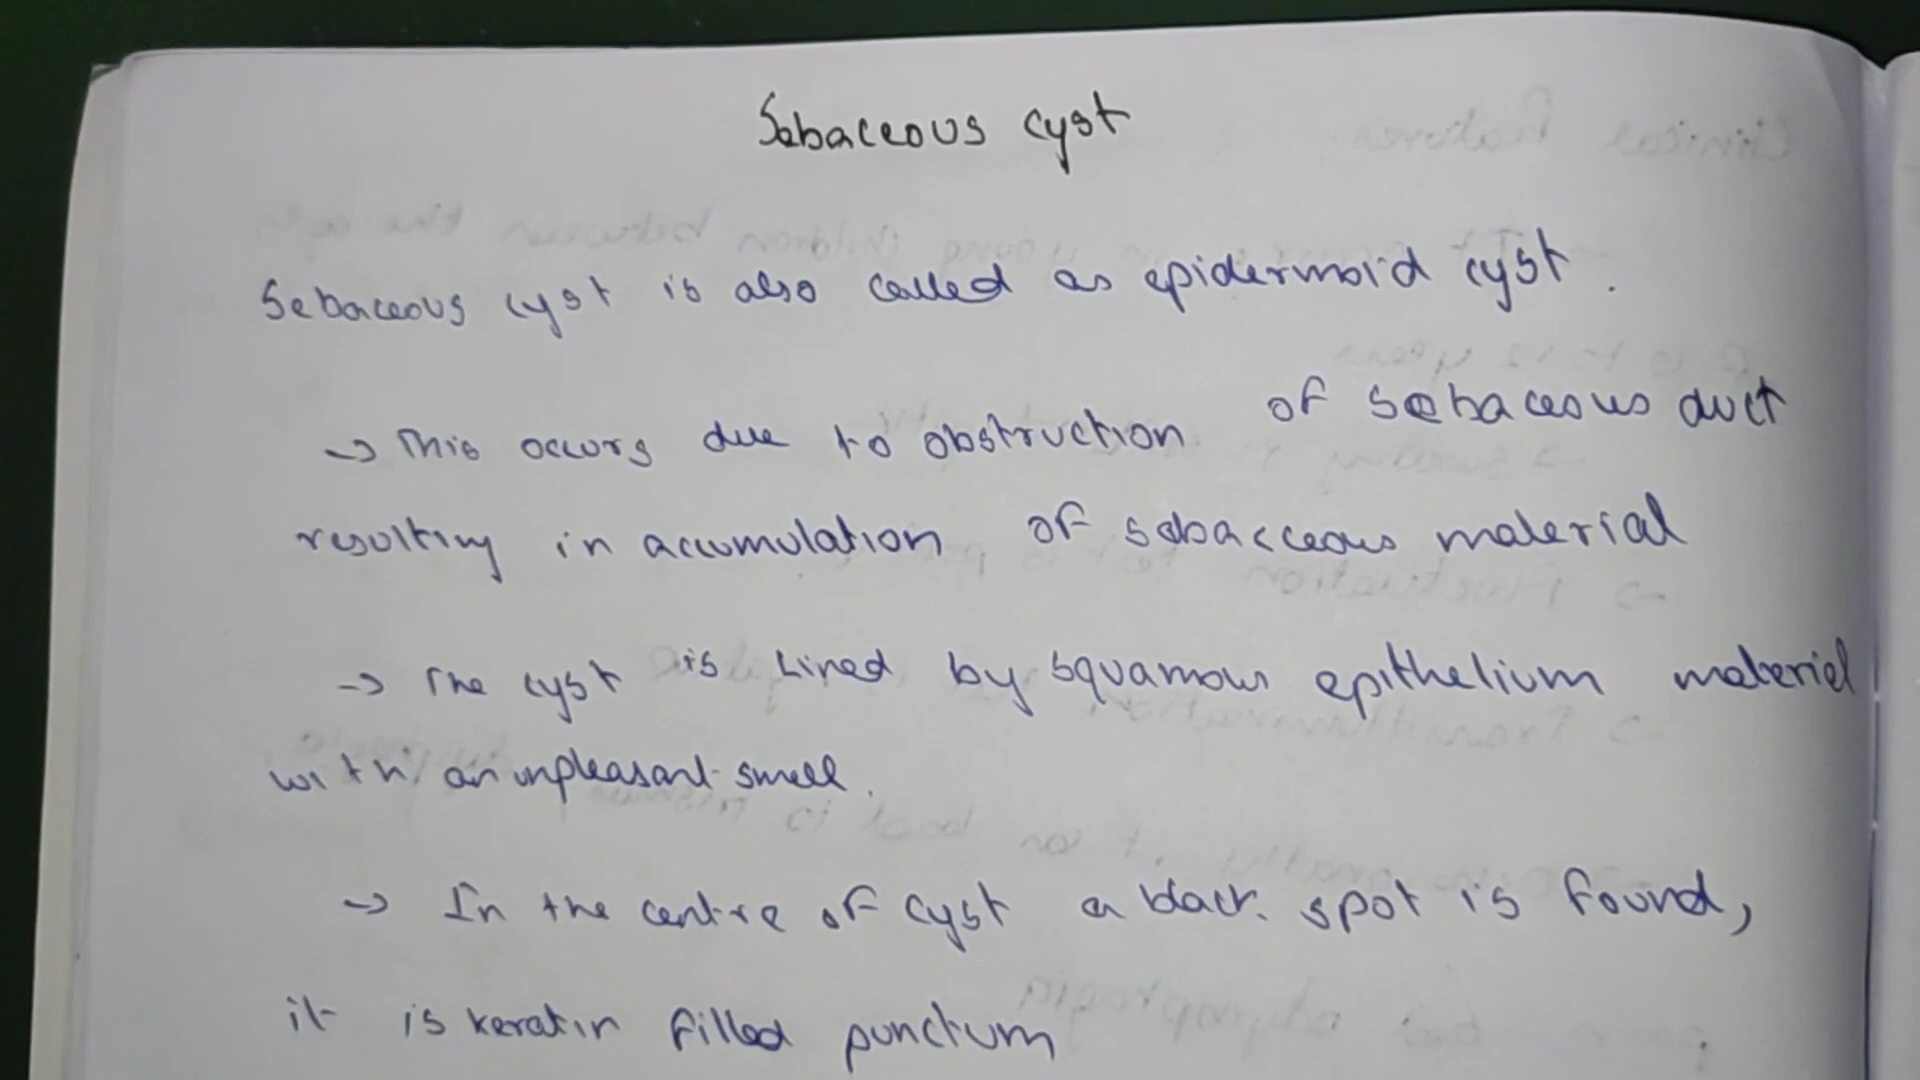 Sebaceous cyst
Sebaceous cyst is also called as epidermoid cyst.
→ This occurs due to obstruction of sebaceous duct
resulting in accumulation of sebacceous material
→ The cyst is Lined by squamous epithelium material
with an unpleasant smell.
→ In the centre of cyst a black spot is found,
it is keratin filled punctum